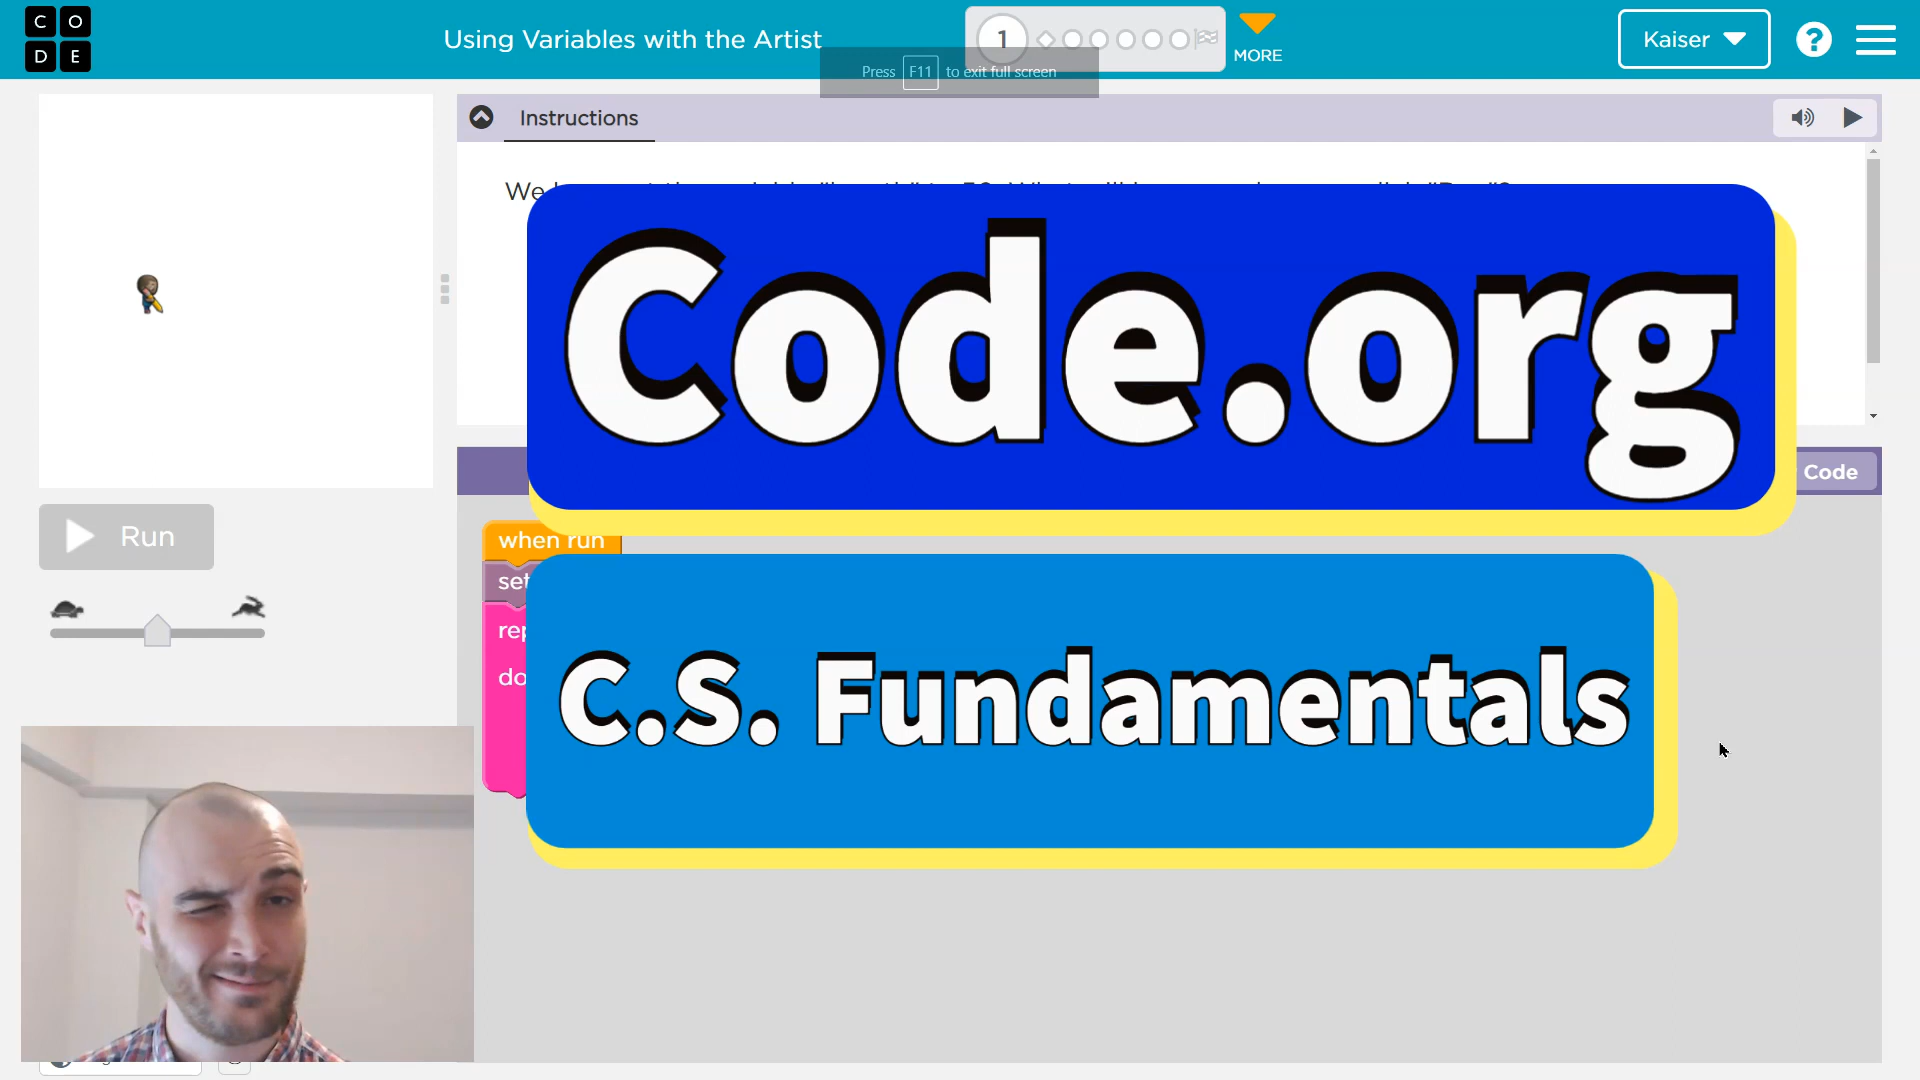 CODE
Using Variables with the Artist
1
MORE
Kaiser
?
Press F11 to exit full screen
Instructions
We
Code.org
Code
Run
when run
set
rep
do
C.S. Fundamentals